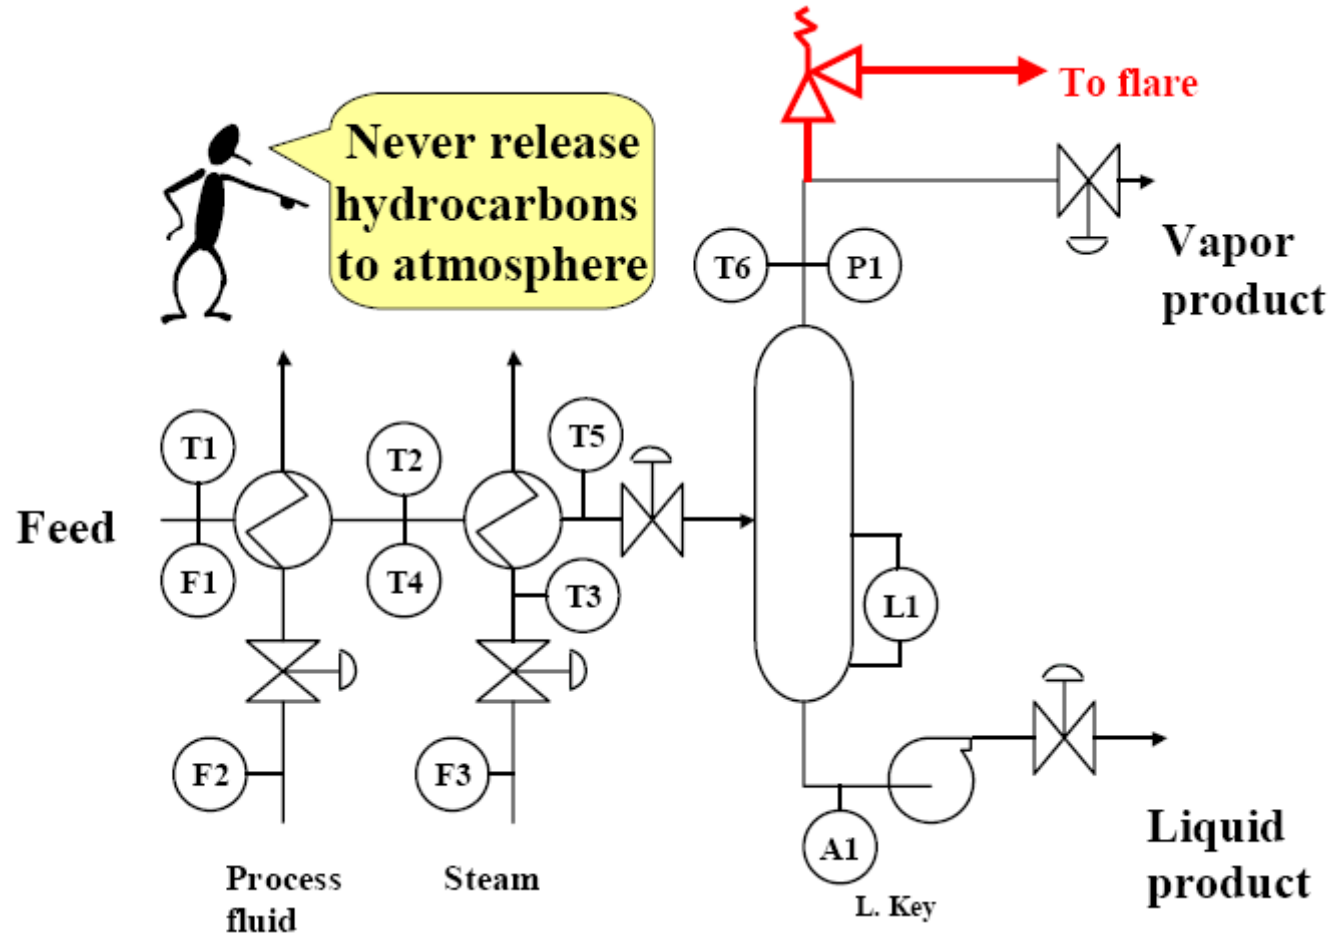 To flare
Never release
hydrocarbons
to atmosphere
T6
P1
Vapor
product
T1
T2
T5
Feed
F1
T4
T3
L1
F2
F3
A1
Liquid
product
Process
fluid
Steam
L. Key